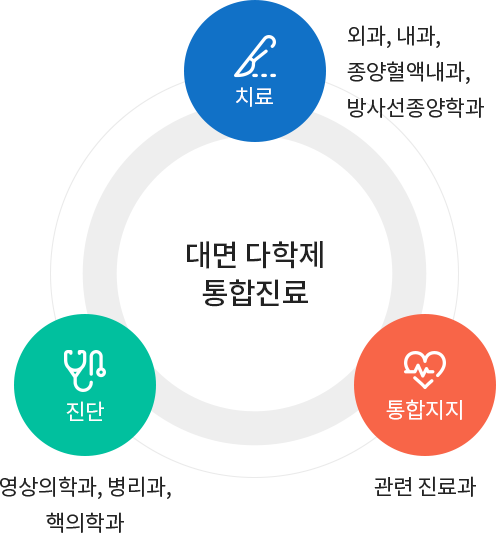 치료
외과, 내과,
종양혈액내과,
방사선종양학과
대면 다학제
통합진료
진단
영상의학과, 병리과,
핵의학과
통합지지
관련 진료과